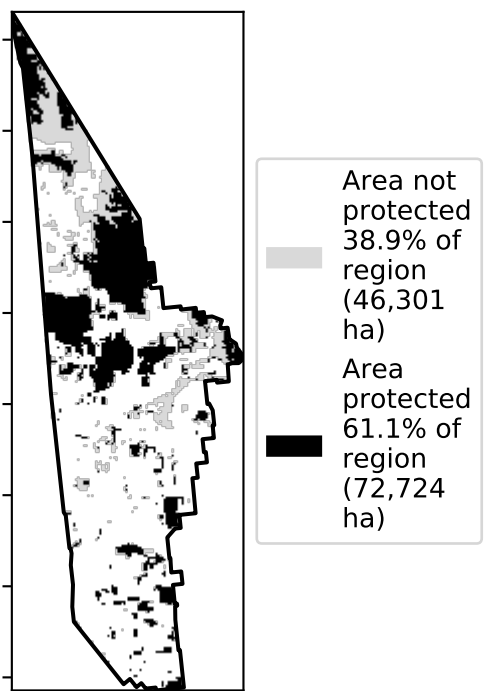 Area not
protected
38.9% of
region
(46,301
ha)
Area
protected
61.1% of
region
(72,724
ha)